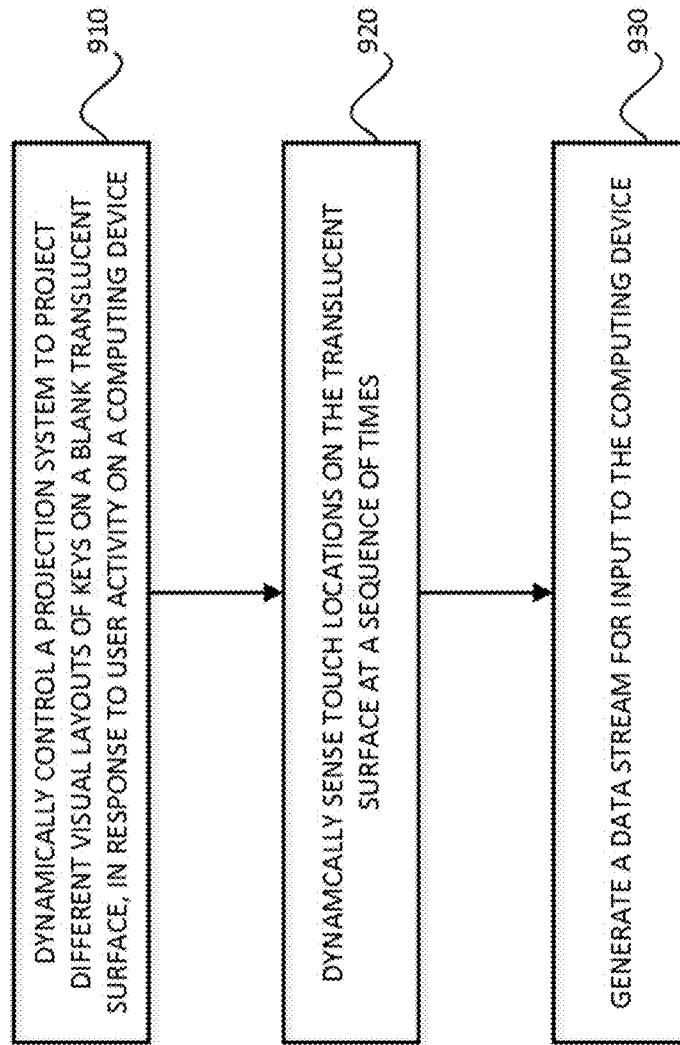 DYNAMICALLY CONTROL A PROJECTION SYSTEM TO PROJECT
DIFFERENT VISUAL LAYOUTS OF KEYS ON A BLANK TRANSLUCENT
SURFACE, IN RESPONSE TO USER ACTIVITY ON A COMPUTING DEVICE
910
DYNAMCALLY SENSE TOUCH LOCATIONS ON THE TRANSLUCENT
SURFACE AT A SEQUENCE OF TIMES
920
GENERATE A DATA STREAM FOR INPUT TO THE COMPUTING DEVICE
930